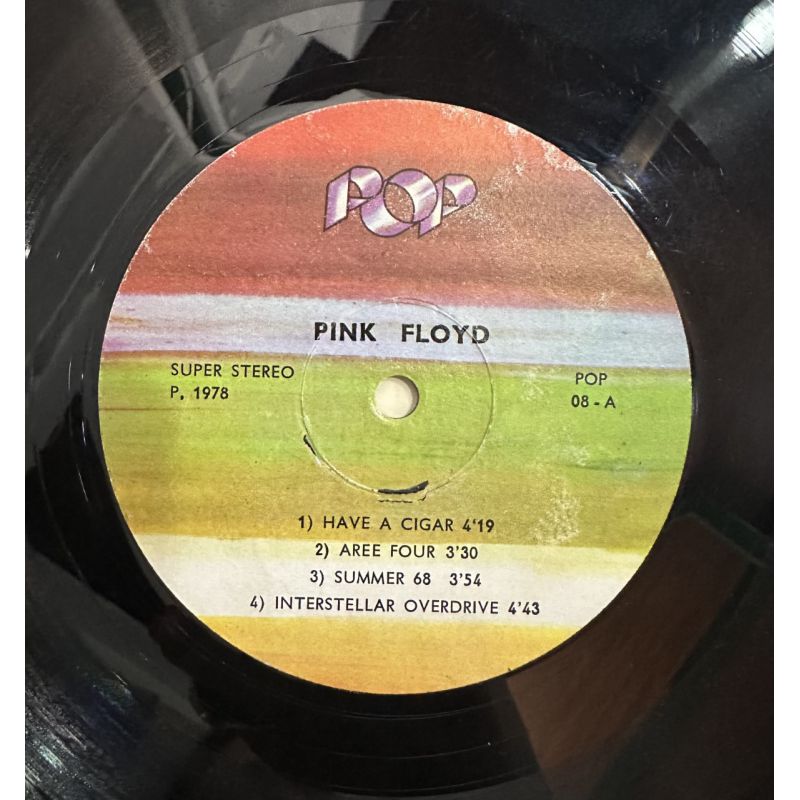 POP
PINK FLOYD
SUPER STEREO
P. 1978
POP
08 - A
1) HAVE A CIGAR 4'19
2) AREE FOUR 3'30
3) SUMMER 68 3'54
4) INTERSTELLAR OVERDRIVE 4'43